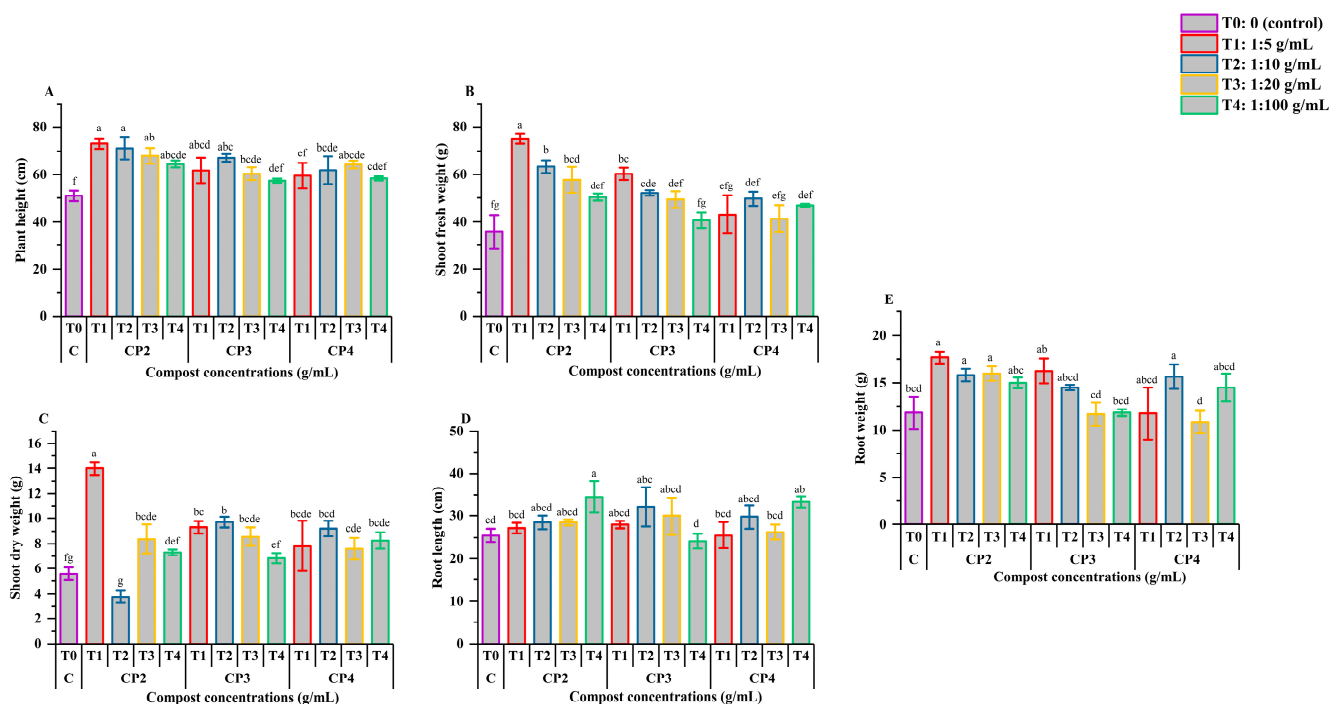 T0: 0 (control)
T1: 1:5 g/mL
T2: 1:10 g/mL
T3: 1:20 g/mL
T4: 1:100 g/mL
A
Plant height (cm)
80
60
40
20
0
f a a ab abcde abcd abc bcde def ef bcde abcde cdef
T0 T1 T2 T3 T4 T1 T2 T3 T4 T1 T2 T3 T4
C CP2 CP3 CP4
Compost concentrations (g/mL)
B
Shoot fresh weight (g)
80
60
40
20
0
fg a b bcd def bc cde def fg efg def efg def
T0 T1 T2 T3 T4 T1 T2 T3 T4 T1 T2 T3 T4
C CP2 CP3 CP4
Compost concentrations (g/mL)
C
Shoot dry weight (g)
16
14
12
10
8
6
4
2
0
fg a g bcde def bc b bcde ef bcde bcd cde bcde
T0 T1 T2 T3 T4 T1 T2 T3 T4 T1 T2 T3 T4
C CP2 CP3 CP4
Compost concentrations (g/mL)
D
Root length (cm)
50
40
30
20
10
0
cd bcd abcd abcd a abcd abc abcd d bcd abcd abcd ab
T0 T1 T2 T3 T4 T1 T2 T3 T4 T1 T2 T3 T4
C CP2 CP3 CP4
Compost concentrations (g/mL)
E
Root weight (g)
20
15
10
5
0
bcd a a a abc ab abcd cd bcd abcd a d abcd
T0 T1 T2 T3 T4 T1 T2 T3 T4 T1 T2 T3 T4
C CP2 CP3 CP4
Compost concentrations (g/mL)